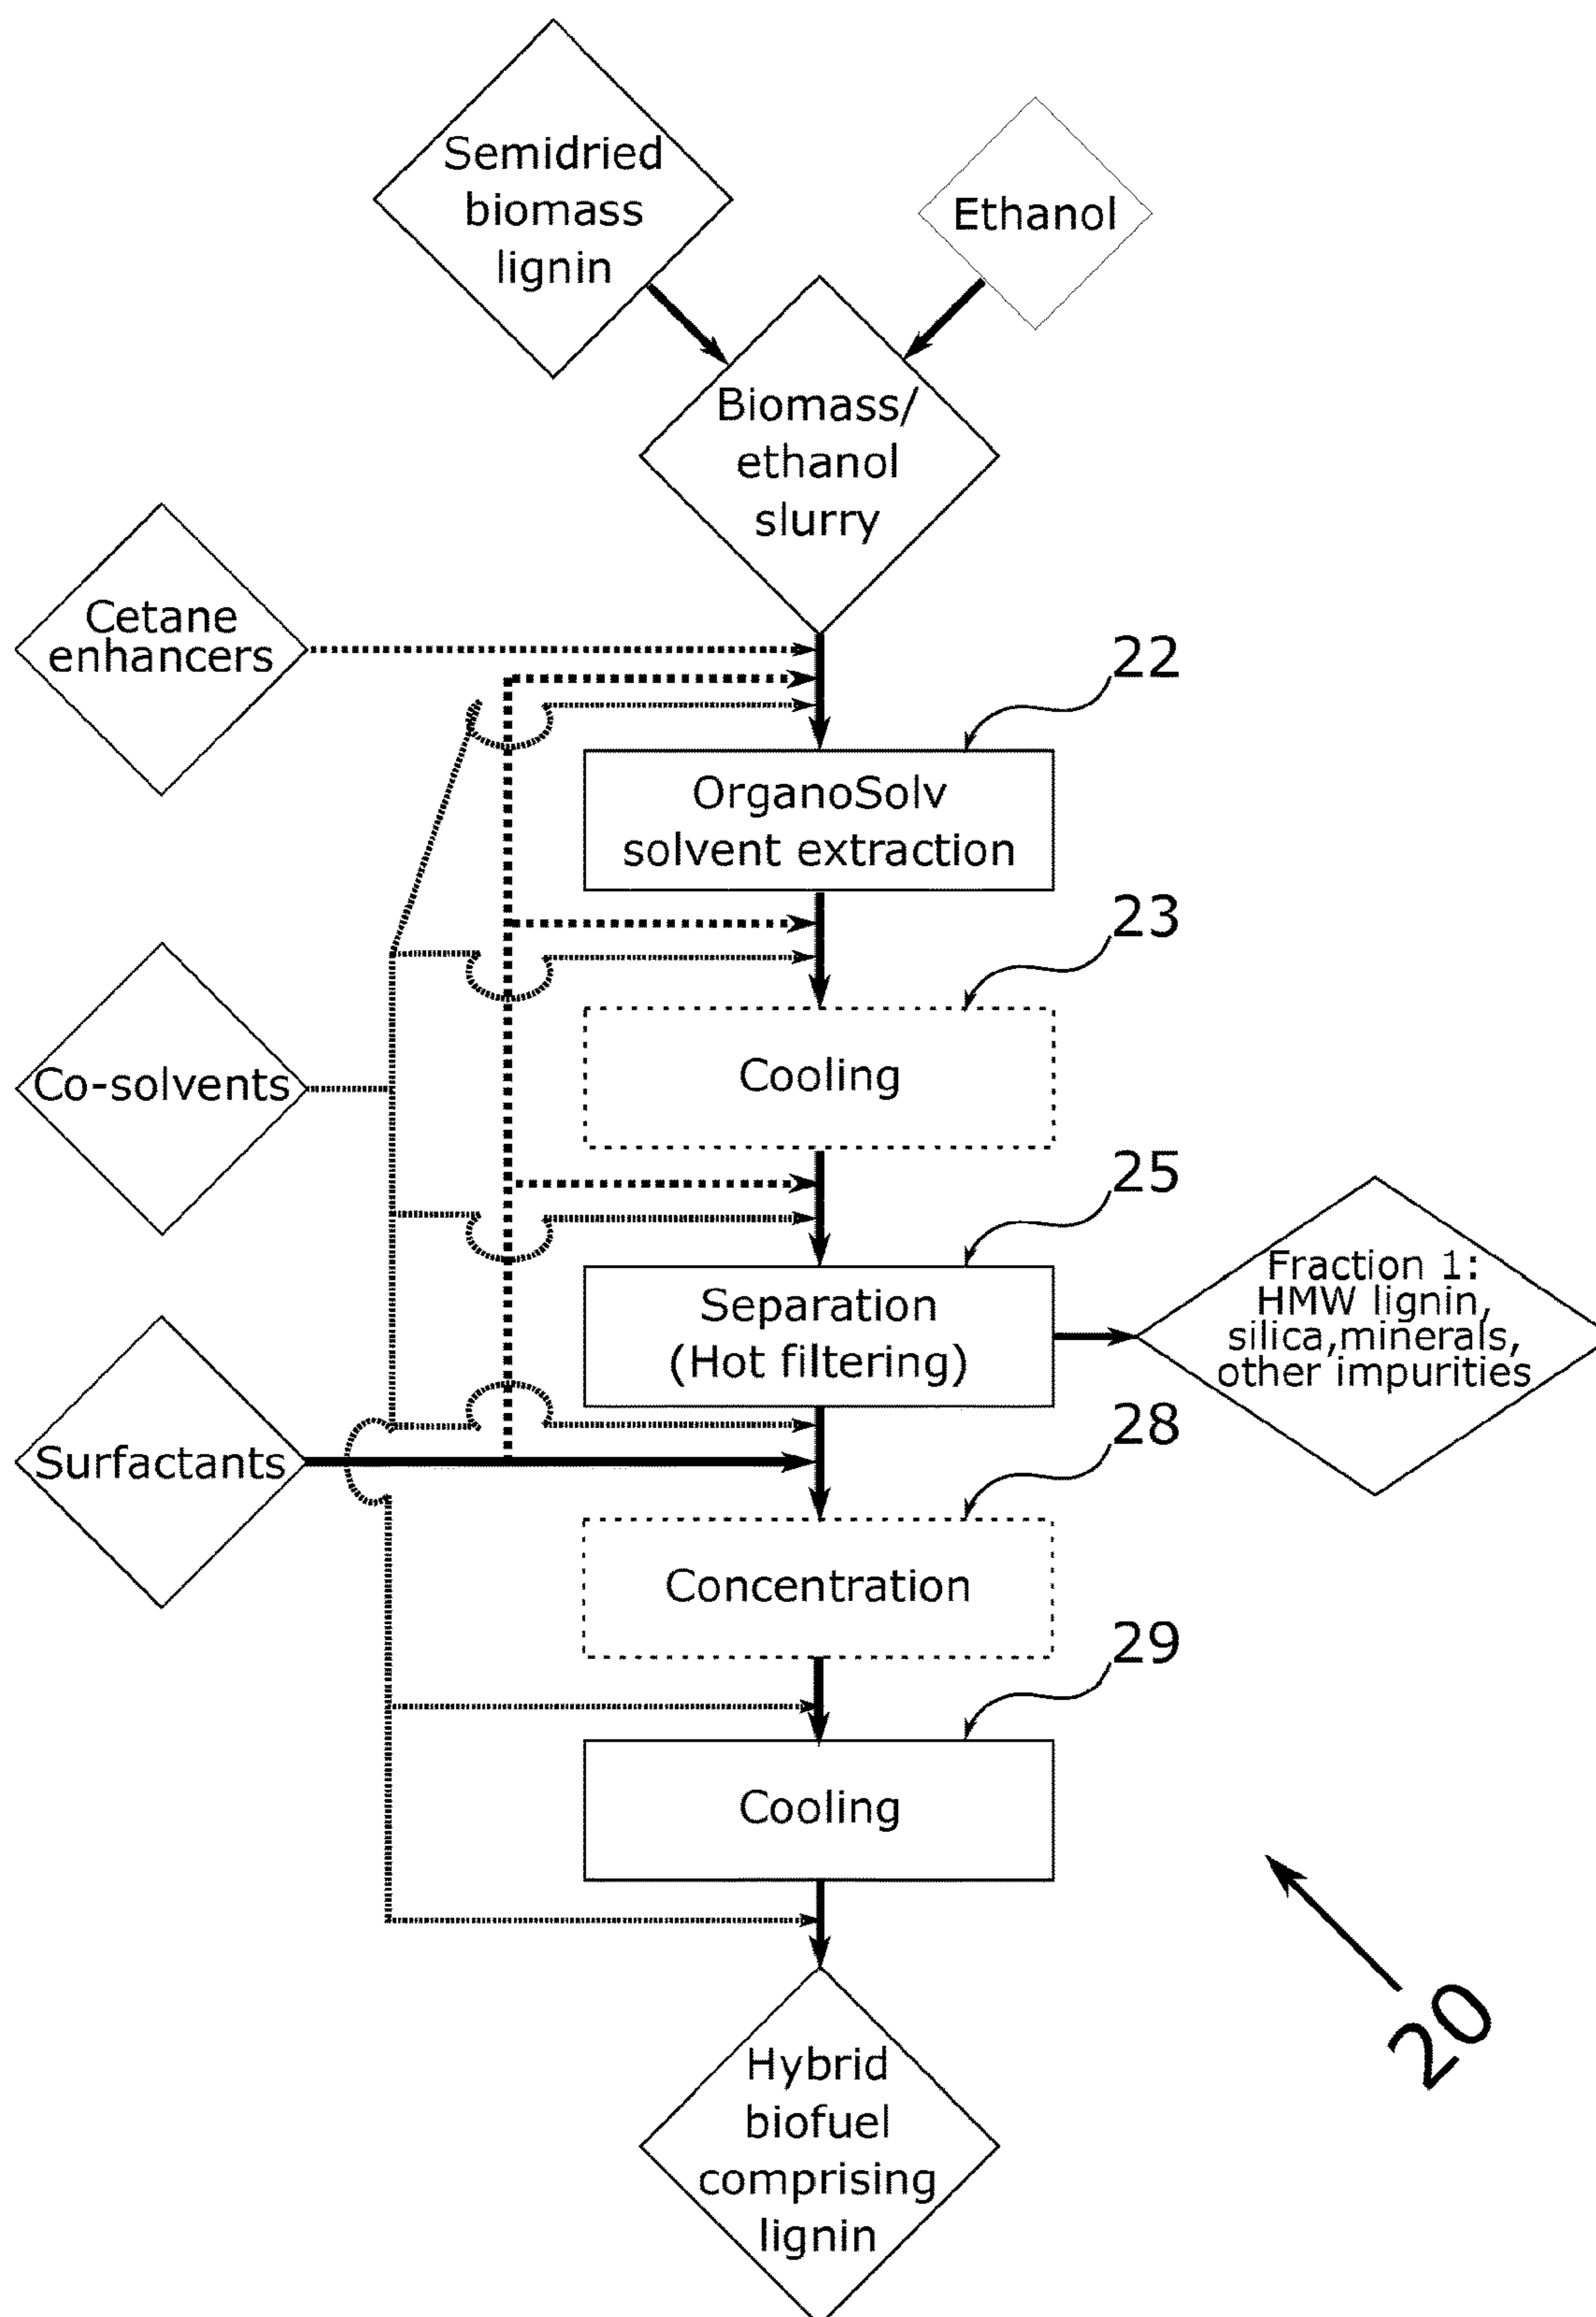 Semidried
biomass
lignin
Ethanol
Biomass/
ethanol
slurry
Cetane
enhancers
22
OrganoSolv
solvent extraction
23
Co-solvents
Cooling
25
Separation
(Hot filtering)
Fraction 1:
HMW lignin,
silica,minerals,
other impurities
28
Surfactants
Concentration
29
Cooling
20
Hybrid
biofuel
comprising
lignin